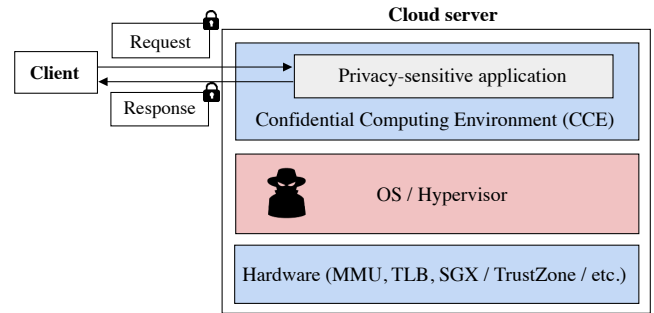 Cloud server
Request
Client
Privacy-sensitive application
Response
Confidential Computing Environment (CCE)
OS / Hypervisor
Hardware (MMU, TLB, SGX / TrustZone / etc.)